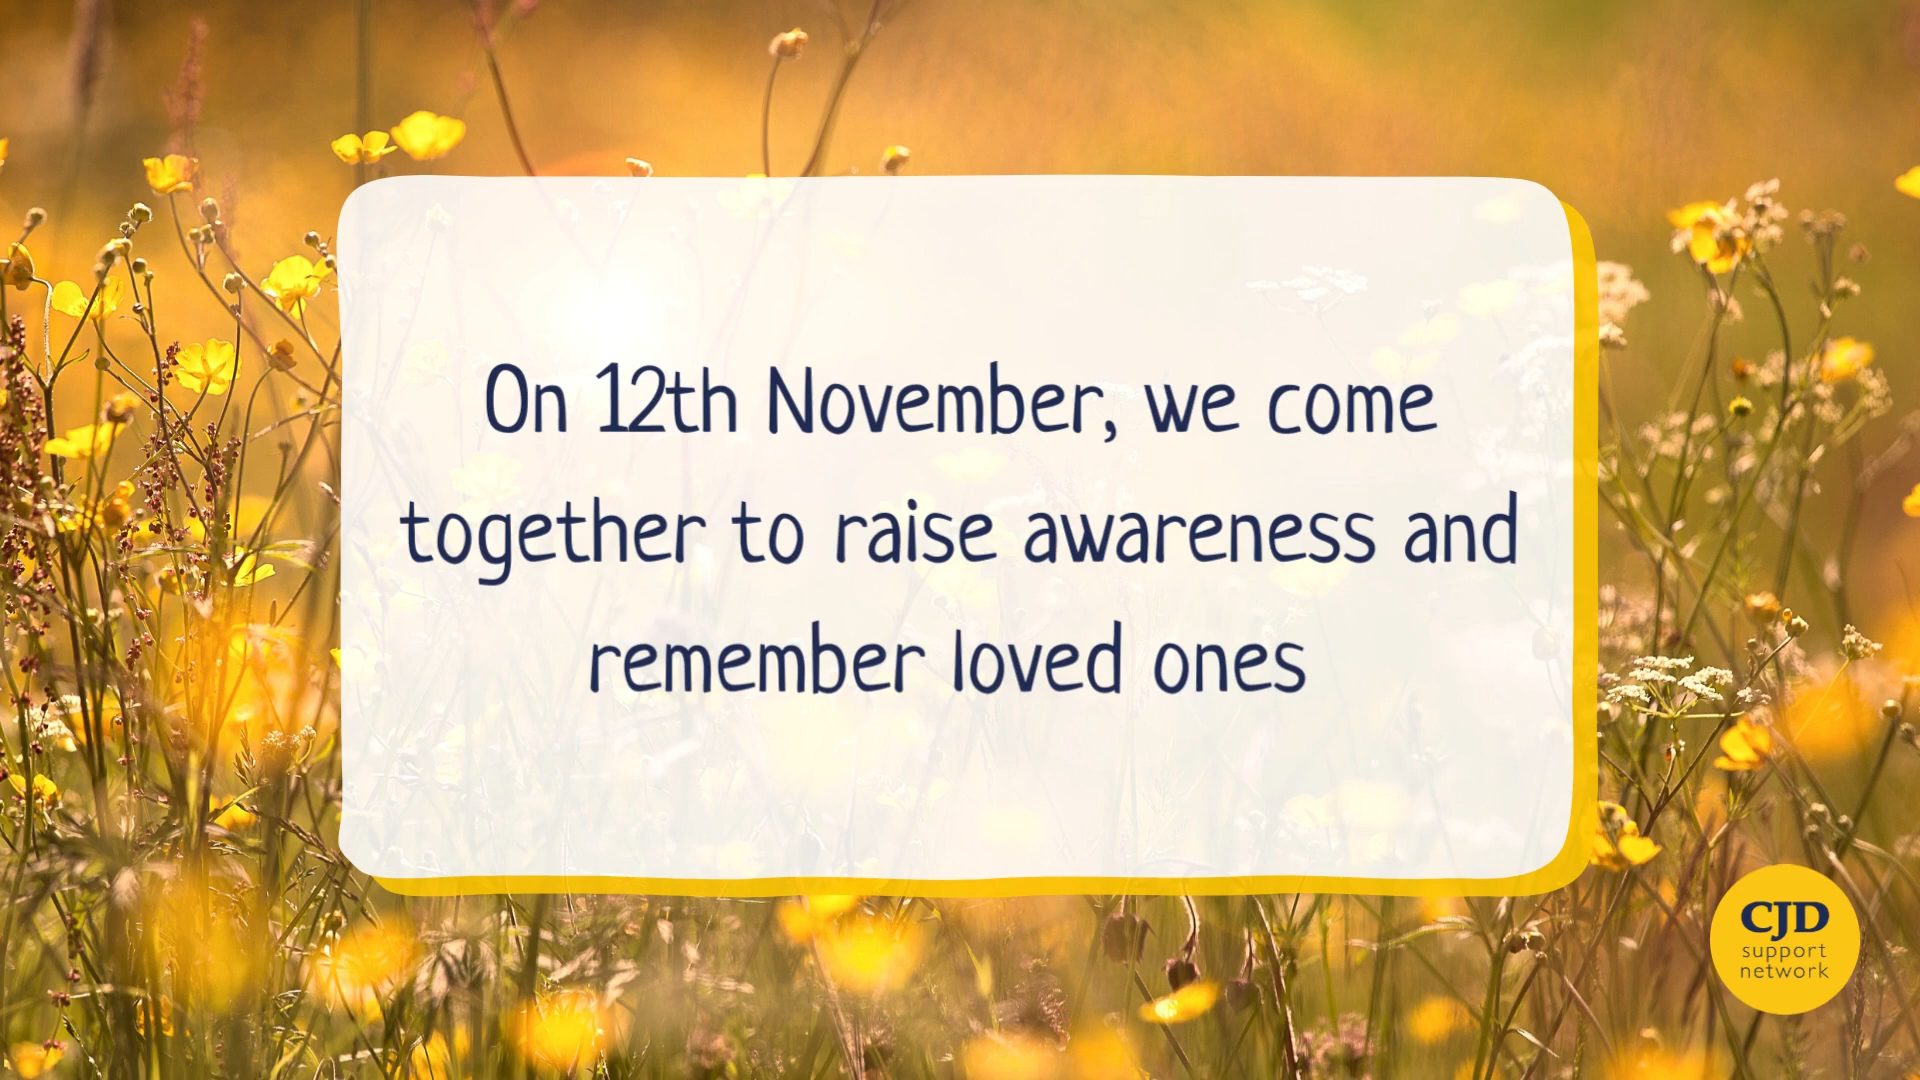 On 12th November, we come
together to raise awareness and
remember loved ones
CJD
support
network